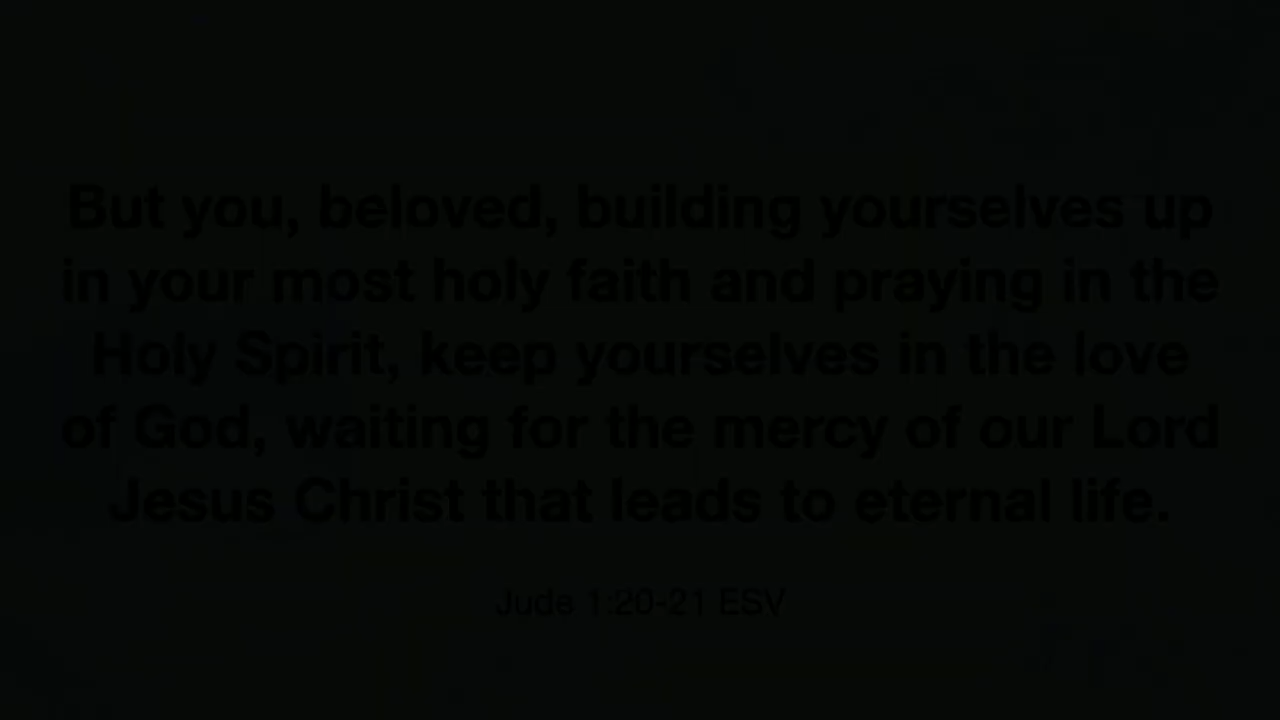 But you, beloved, building yourselves up
in your most holy faith and praying in the
Holy Spirit, keep yourselves in the love
of God, waiting for the mercy of our Lord
Jesus Christ that leads to eternal life.
Jude 1:20-21 ESV